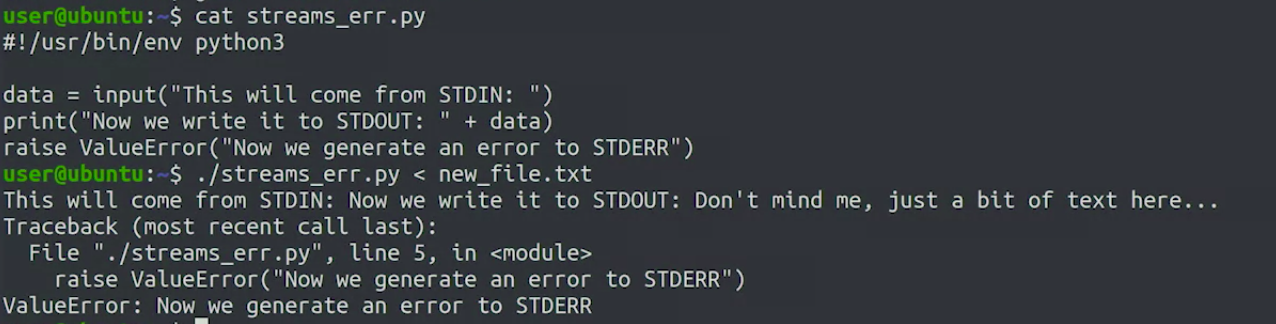 user@ubuntu:~$ cat streams_err.py
#!/usr/bin/env python3
data = input("This will come from STDIN: ")
print("Now we write it to STDOUT: " + data)
raise ValueError("Now we generate an error to STDERR")
user@ubuntu:~$ ./streams_err.py < new_file.txt
This will come from STDIN: Now we write it to STDOUT: Don't mind me, just a bit of text here...
Traceback (most recent call last):
  File "./streams_err.py", line 5, in <module>
    raise ValueError("Now we generate an error to STDERR")
ValueError: Now we generate an error to STDERR